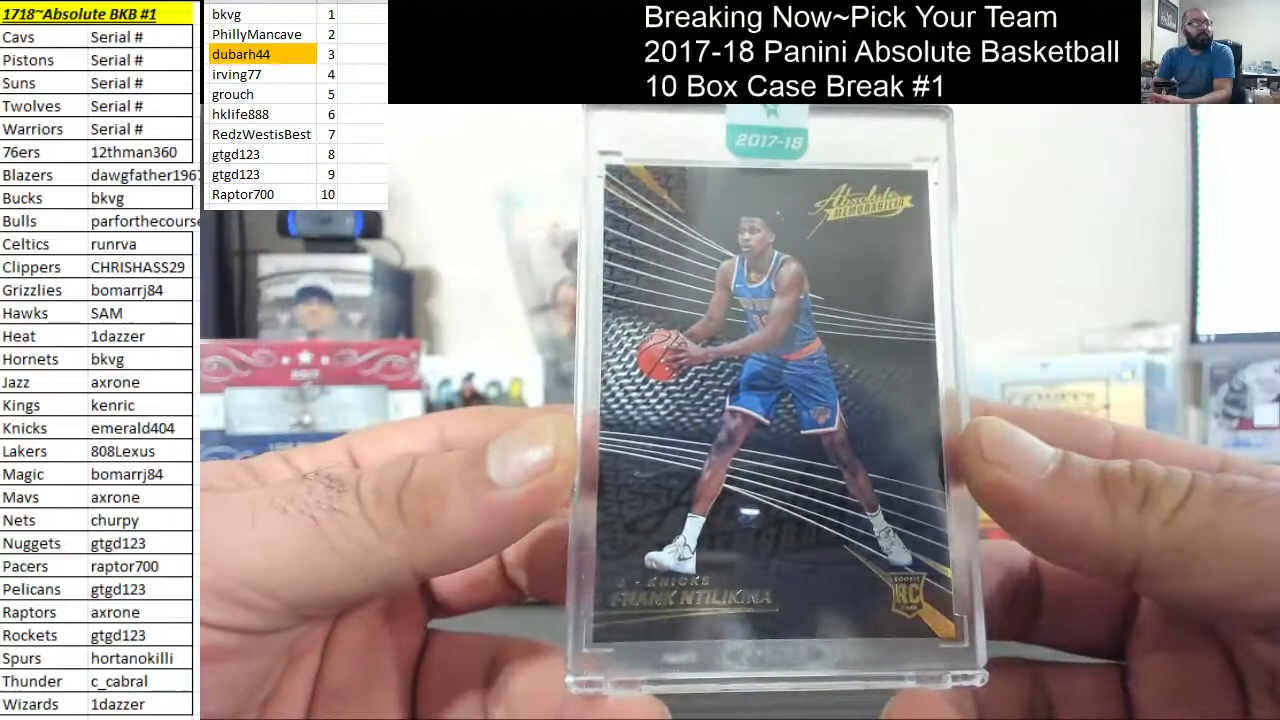 1718~Absolute BKB #1
Cavs Serial #
Pistons Serial #
Suns Serial #
Twolves Serial #
Warriors Serial #
76ers 12thman360
Blazers dawgfather196
Bucks bkvg
Bulls parforthecourse
Celtics runrva
Clippers CHRISHASS29
Grizzlies bomarrj84
Hawks SAM
Heat 1dazzer
Hornets bkvg
Jazz axrone
Kings kenric
Knicks emerald404
Lakers 808Lexus
Magic bomarrj84
Mavs axrone
Nets churpy
Nuggets gtgd123
Pacers raptor700
Pelicans gtgd123
Raptors axrone
Rockets gtgd123
Spurs hortanokilli
Thunder c_cabral
Wizards 1dazzer
bkvg 1
PhillyMancave 2
dubarh44 3
irving77 4
grouch 5
hklife888 6
RedzWestisBest 7
gtgd123 8
gtgd123 9
Raptor700 10
Breaking Now~Pick Your Team
2017-18 Panini Absolute Basketball
10 Box Case Break #1
2017-18
Absolute
MEMORABILIA
G - KNICKS
FRANK NTILIKINA
ROOKIE
RC
CARD